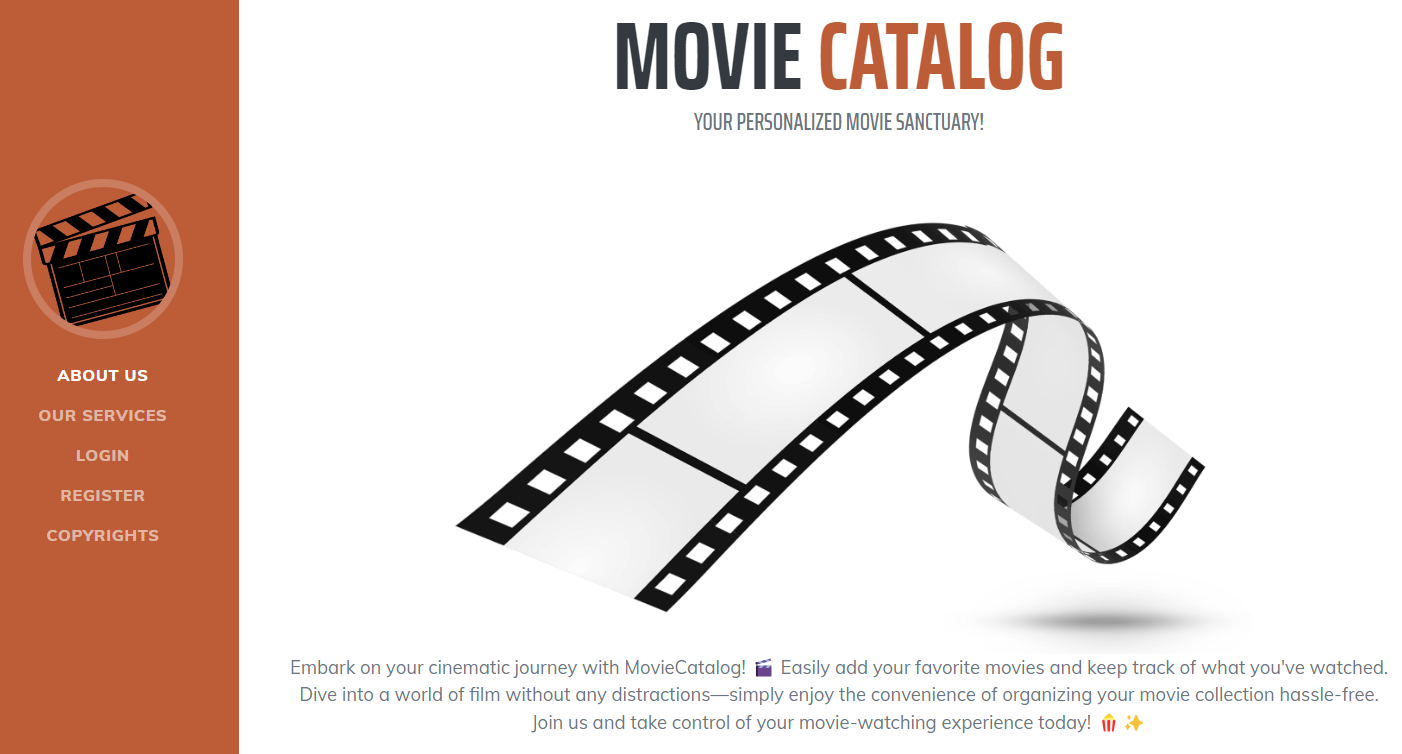 MOVIE CATALOG
YOUR PERSONALIZED MOVIE SANCTUARY!
ABOUT US
OUR SERVICES
LOGIN
REGISTER
COPYRIGHTS
Embark on your cinematic journey with MovieCatalog! 🎬 Easily add your favorite movies and keep track of what you've watched.
Dive into a world of film without any distractions—simply enjoy the convenience of organizing your movie collection hassle-free.
Join us and take control of your movie-watching experience today! 🍿✨